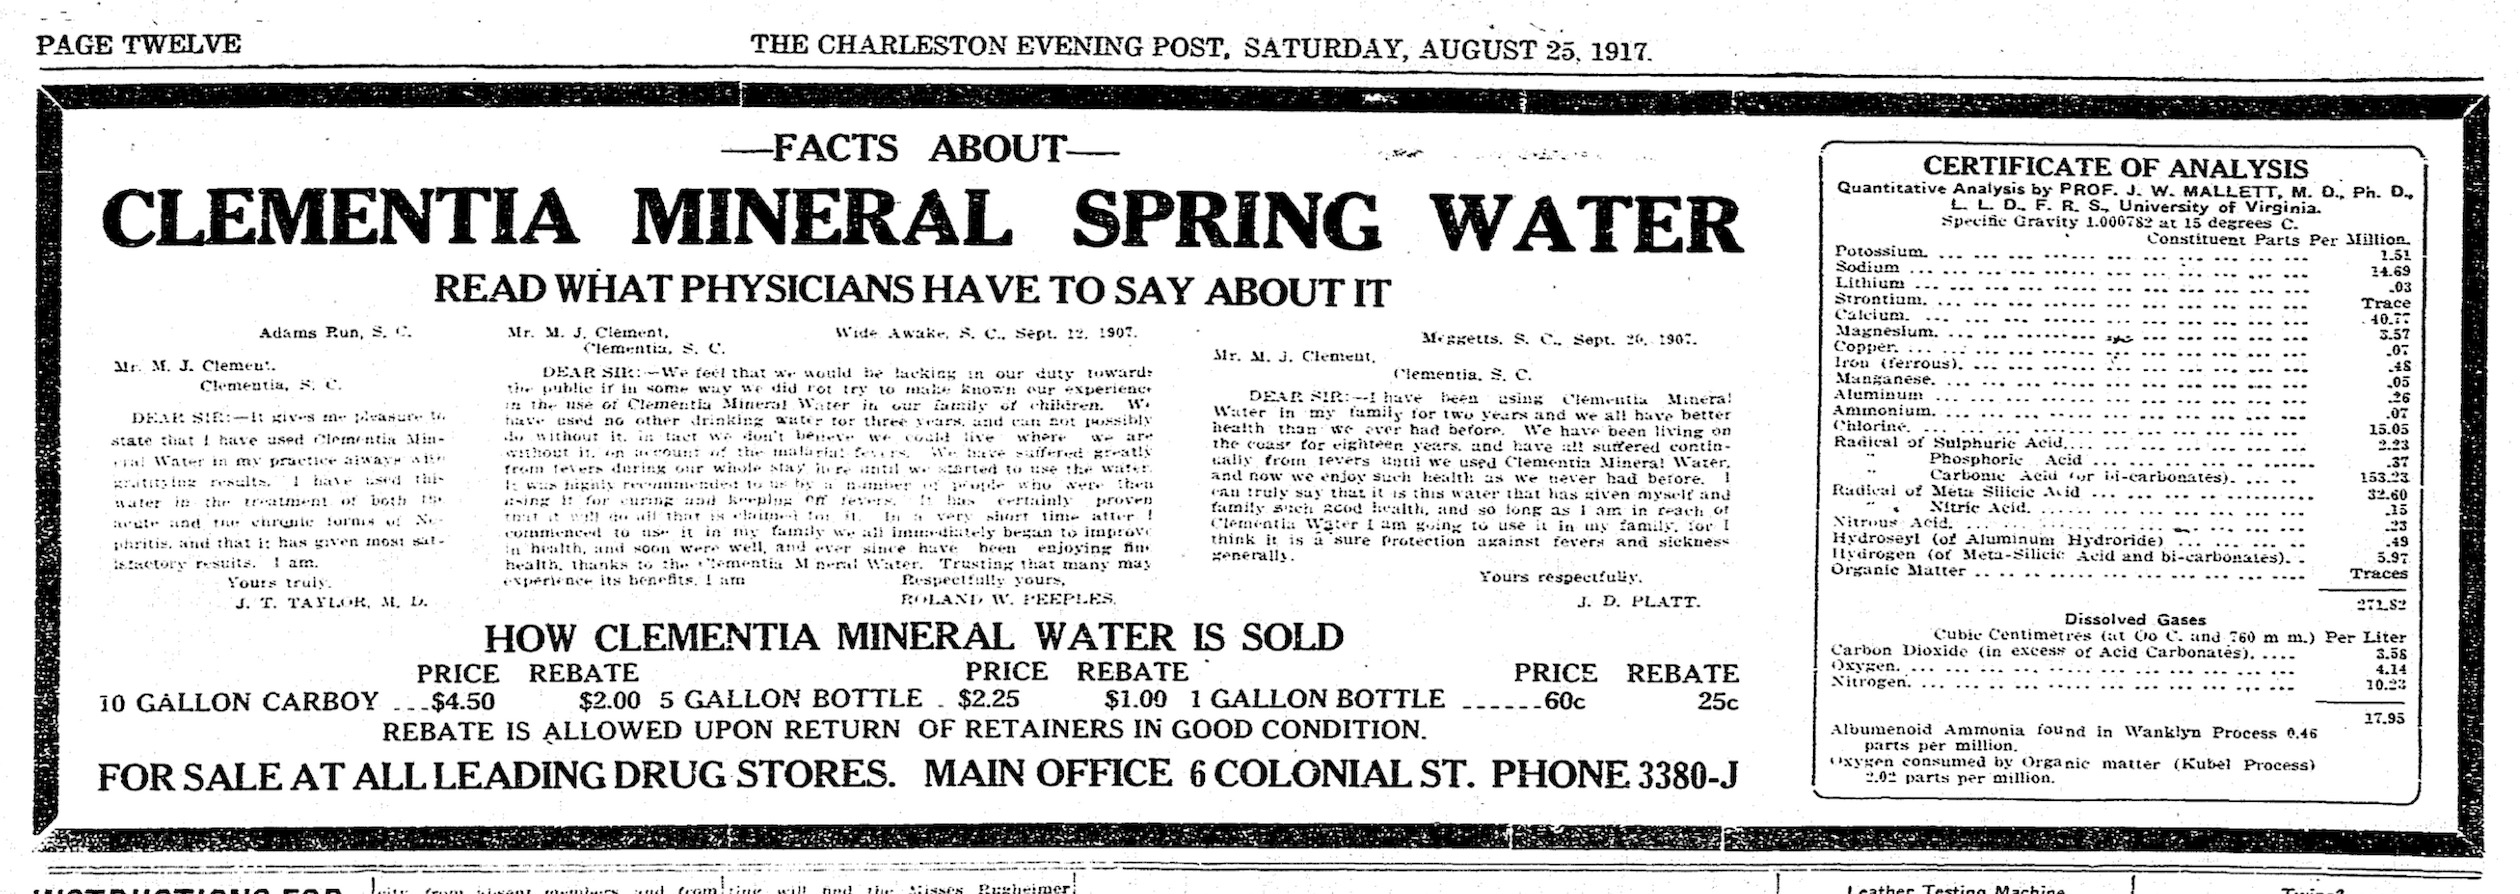 PAGE TWELVE
THE CHARLESTON EVENING POST, SATURDAY, AUGUST 25, 1917.
—FACTS ABOUT—
CLEMENTIA MINERAL SPRING WATER
READ WHAT PHYSICIANS HAVE TO SAY ABOUT IT
Adams Run, S. C.
Mr. M. J. Clement,
Clementia, S. C.
DEAR SIR:—It gives me pleasure to
state that I have used Clementia Min-
eral Water in my practice always with
gratifying results. I have used this
water in the treatment of both the
acute and the chronic forms of Ne-
phritis, and that it has given most sat-
isfactory results. I am,
Yours truly,
J. T. TAYLOR, M. D.
Mr. M. J. Clement,
Clementia, S. C.
Wide Awake, S. C., Sept. 12, 1907.
DEAR SIR:—We feel that we would be lacking in our duty towards
the public if in some way we did not try to make known our experience
in the use of Clementia Mineral Water in our family of children. We
have used no other drinking water for three years, and can not possibly
do without it, in fact we don't beneve we could live where we are
without it, on account of the malarial fevers. We have suffered greatly
from fevers during our whole stay here until we started to use the water.
It was highly recommended to us by a number of people who were then
using it for curing and keeping off fevers. It has certainly proven
that it will do all that is claimed for it. In a very short time after I
commenced to use it in my family we all immediately began to improve
in health, and soon were well, and ever since have been enjoying fine
health, thanks to the Clementia Mineral Water. Trusting that many may
experience its benefits, I am
Respectfully yours,
ROLAND W. PEEPLES.
Meggetts, S. C., Sept. 20, 1907.
Mr. M. J. Clement,
Clementia, S. C.
DEAR SIR:—I have been using Clementia Mineral
Water in my family for two years and we all have better
health than we ever had before. We have been living on
the coast for eighteen years, and have all suffered contin-
ually from fevers until we used Clementia Mineral Water,
and now we enjoy such health as we never had before. I
can truly say that it is this water that has given myself and
family such good health, and so long as I am in reach of
Clementia Water I am going to use it in my family, for I
think it is a sure Protection against fevers and sickness
generally.
Yours respectfully,
J. D. PLATT.
HOW CLEMENTIA MINERAL WATER IS SOLD
PRICE REBATE PRICE REBATE PRICE REBATE
10 GALLON CARBOY ...$4.50 $2.00 5 GALLON BOTTLE . $2.25 $1.00 1 GALLON BOTTLE ......60c 25c
REBATE IS ALLOWED UPON RETURN OF RETAINERS IN GOOD CONDITION.
FOR SALE AT ALL LEADING DRUG STORES. MAIN OFFICE 6 COLONIAL ST. PHONE 3380-J
CERTIFICATE OF ANALYSIS
Quantitative Analysis by PROF. J. W. MALLETT, M. D., Ph. D.,
L. L. D., F. R. S., University of Virginia.
Specific Gravity 1.000782 at 15 degrees C.
Constituent Parts Per Million.
Potossium. 1.51
Sodium 14.69
Lithium .03
Strontium. Trace
Calcium. 40.77
Magnesium. 3.57
Copper. .07
Iron (ferrous). .48
Manganese. .05
Aluminum .26
Ammonium. .07
Chlorine. 15.05
Radical of Sulphuric Acid. 2.23
" Phosphoric Acid .37
" Carbonic Acid (or bi-carbonates). 153.23
Radical of Meta Silicic Acid 32.60
" Nitric Acid. .15
Nitrous Acid. .23
Hydroseyl (of Aluminum Hydroride) .49
Hydrogen (of Meta-Silicic Acid and bi-carbonates). 5.97
Organic Matter Traces
271.82
Dissolved Gases
Cubic Centimetres (at Oo C. and 760 m m.) Per Liter
Carbon Dioxide (in excess of Acid Carbonates). 3.58
Oxygen. 4.14
Nitrogen. 10.23
17.95
Albumenoid Ammonia found in Wanklyn Process 0.46
parts per million.
Oxygen consumed by Organic matter (Kubel Process)
2.02 parts per million.
INSTRUCTIONS FOR
from absent members and from
ting will find the Misses Rugheimer
Leather Testing Machine